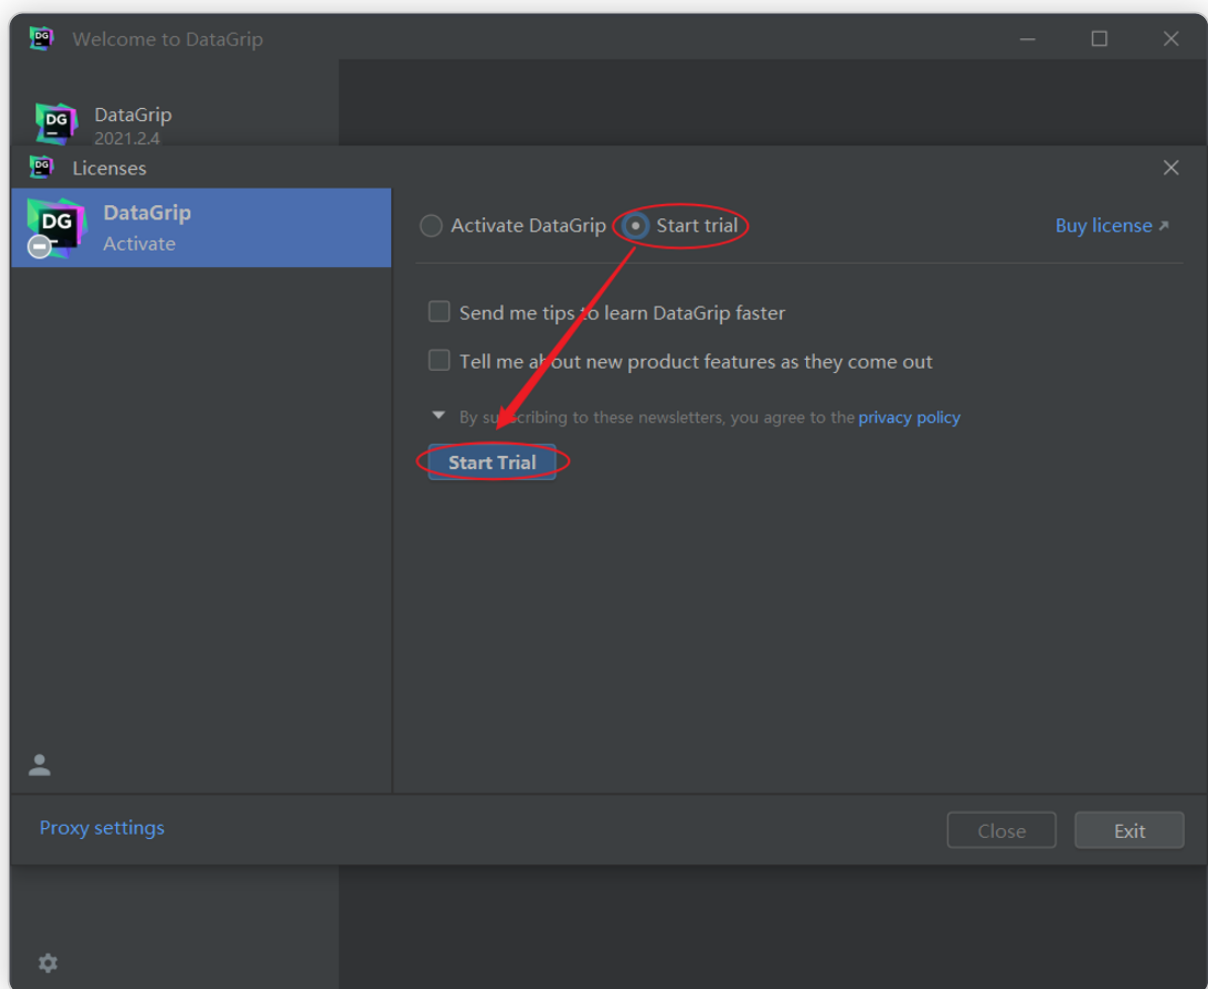 DG
Welcome to DataGrip
DG
DataGrip
2021.2.4
DG
Licenses
DG
DataGrip
Activate
Activate DataGrip
Start trial
Buy license
Send me tips to learn DataGrip faster
Tell me about new product features as they come out
By subscribing to these newsletters, you agree to the privacy policy
Start Trial
Proxy settings
Close
Exit